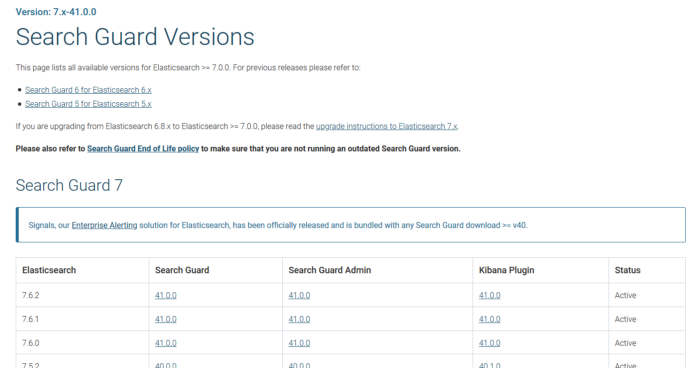 Version: 7.x-41.0.0
Search Guard Versions
This page lists all available versions for Elasticsearch >= 7.0.0. For previous releases please refer to:
Search Guard 6 for Elasticsearch 6.x
Search Guard 5 for Elasticsearch 5.x
If you are upgrading from Elasticsearch 6.8.x to Elasticsearch >= 7.0.0, please read the upgrade instructions to Elasticsearch 7.x.
Please also refer to Search Guard End of Life policy to make sure that you are not running an outdated Search Guard version.
Search Guard 7
Signals, our Enterprise Alerting solution for Elasticsearch, has been officially released and is bundled with any Search Guard download >= v40.
Elasticsearch Search Guard Search Guard Admin Kibana Plugin Status
7.6.2 41.0.0 41.0.0 41.0.0 Active
7.6.1 41.0.0 41.0.0 41.0.0 Active
7.6.0 41.0.0 41.0.0 41.0.0 Active
7.5.2 40.0.0 40.0.0 40.1.0 Active